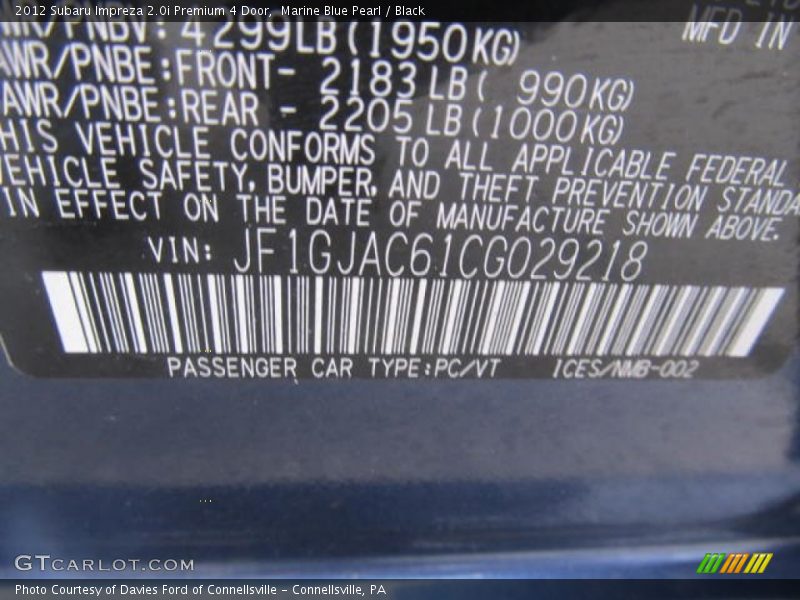 2012 Subaru Impreza 2.0i Premium 4 Door, Marine Blue Pearl / Black
WR/PNBV: 4299LB (1950KG)
MFD IN
AWR/PNBE:FRONT- 2183 LB ( 990KG)
AWR/PNBE:REAR - 2205 LB (1000KG)
HIS VEHICLE CONFORMS TO ALL APPLICABLE FEDERAL
VEHICLE SAFETY, BUMPER, AND THEFT PREVENTION STANDA
IN EFFECT ON THE DATE OF MANUFACTURE SHOWN ABOVE.
VIN: JF1GJAC61CG029218
PASSENGER CAR TYPE:PC/VT ICES/NMB-002
GTCARLOT.COM
Photo Courtesy of Davies Ford of Connellsville - Connellsville, PA